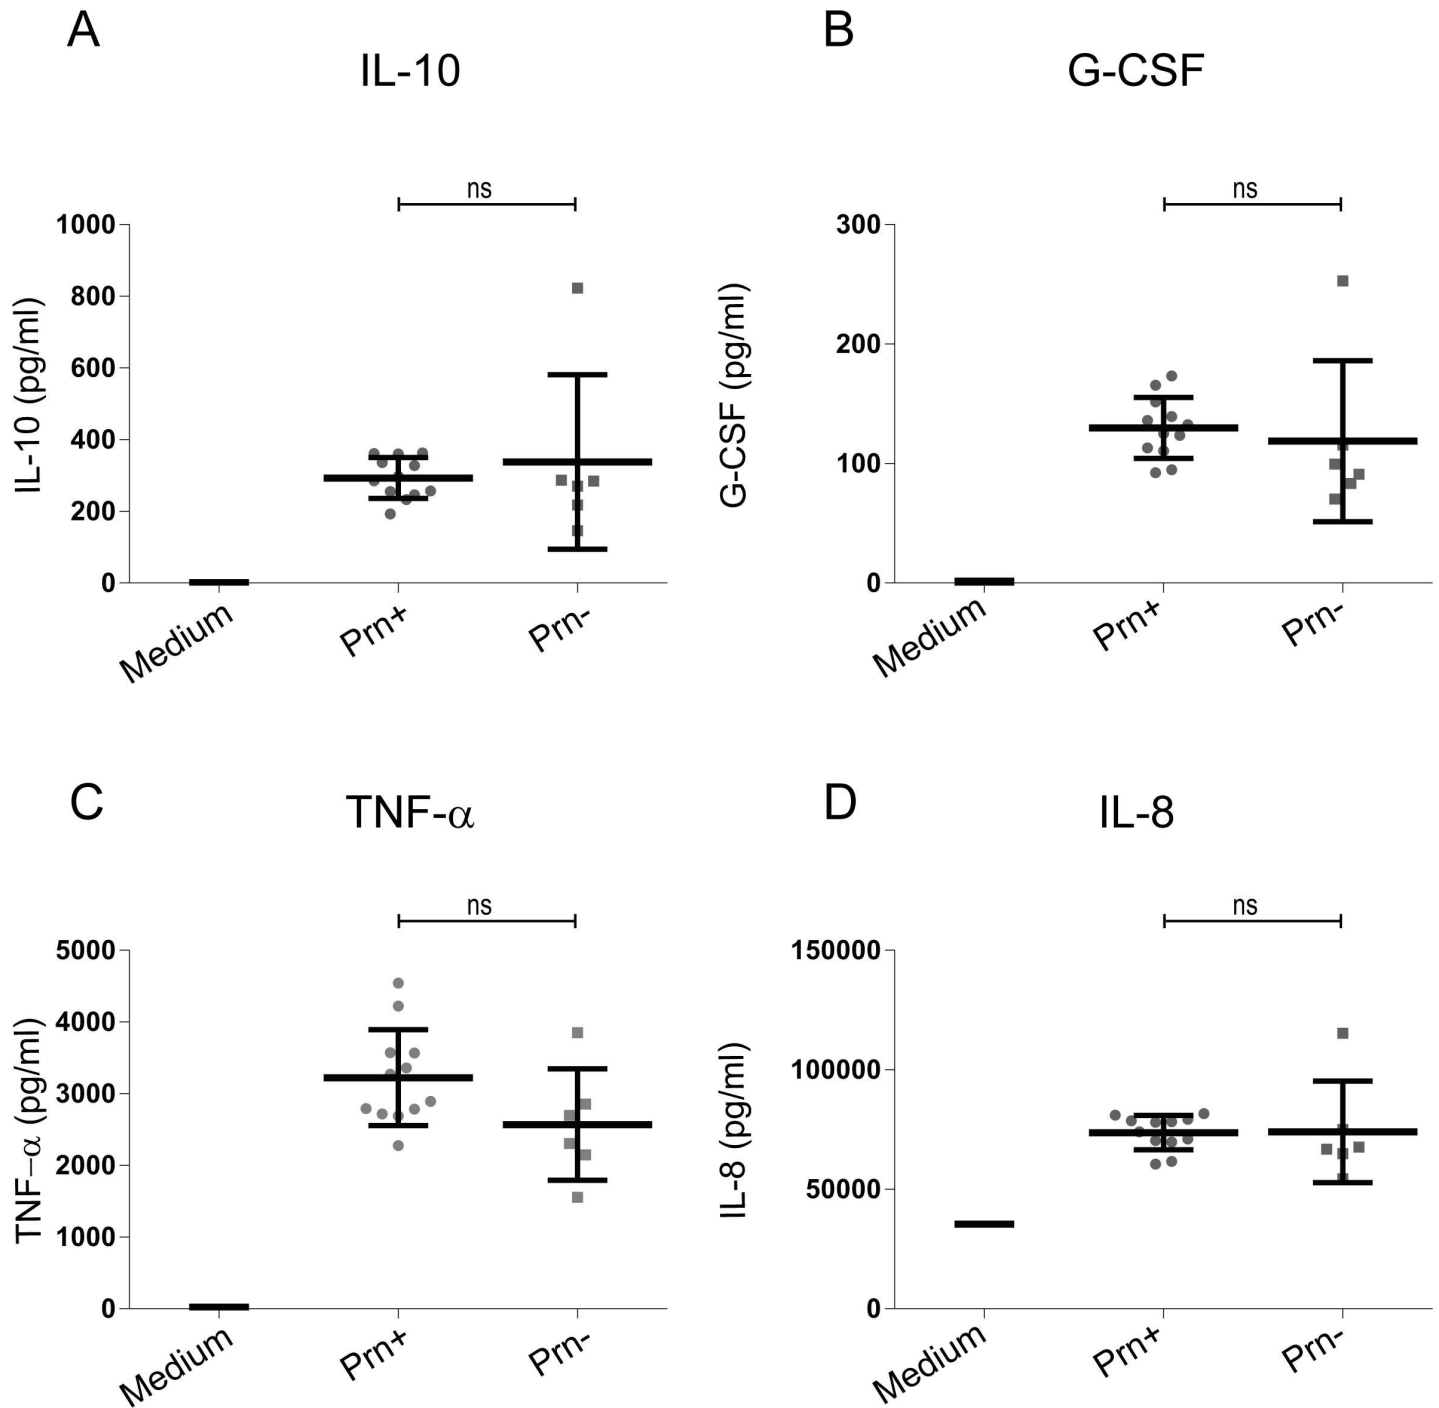 A
IL-10
ns
IL-10 (pg/ml)
1000
800
600
400
200
0
Medium
Prn+
Prn-
B
G-CSF
ns
G-CSF (pg/ml)
300
200
100
0
Medium
Prn+
Prn-
C
TNF-α
ns
TNF-α (pg/ml)
5000
4000
3000
2000
1000
0
Medium
Prn+
Prn-
D
IL-8
ns
IL-8 (pg/ml)
150000
100000
50000
0
Medium
Prn+
Prn-